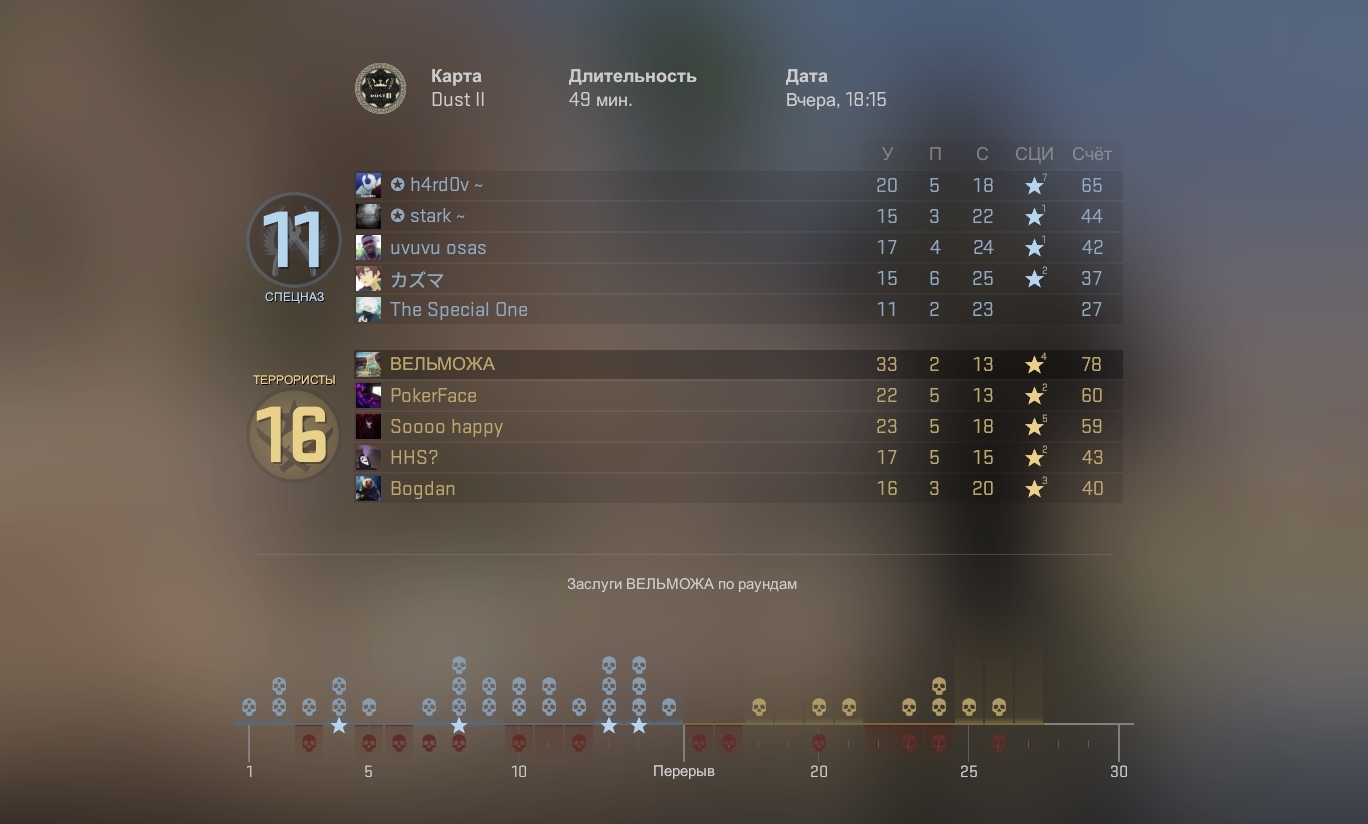 Карта Длительность Дата
DUST II Dust II 49 мин. Вчера, 18:15
У П С СЦИ Счёт
h4rd0v ~ 20 5 18 7 65
stark ~ 15 3 22 1 44
11 uvuvu osas 17 4 24 1 42
カズマ 15 6 25 2 37
СПЕЦНАЗ
The Special One 11 2 23 27
ВЕЛЬМОЖА 33 2 13 4 78
ТЕРРОРИСТЫ
PokerFace 22 5 13 2 60
16 Soooo happy 23 5 18 5 59
HHS? 17 5 15 2 43
Bogdan 16 3 20 3 40
Заслуги ВЕЛЬМОЖА по раундам
1 5 10 Перерыв 20 25 30